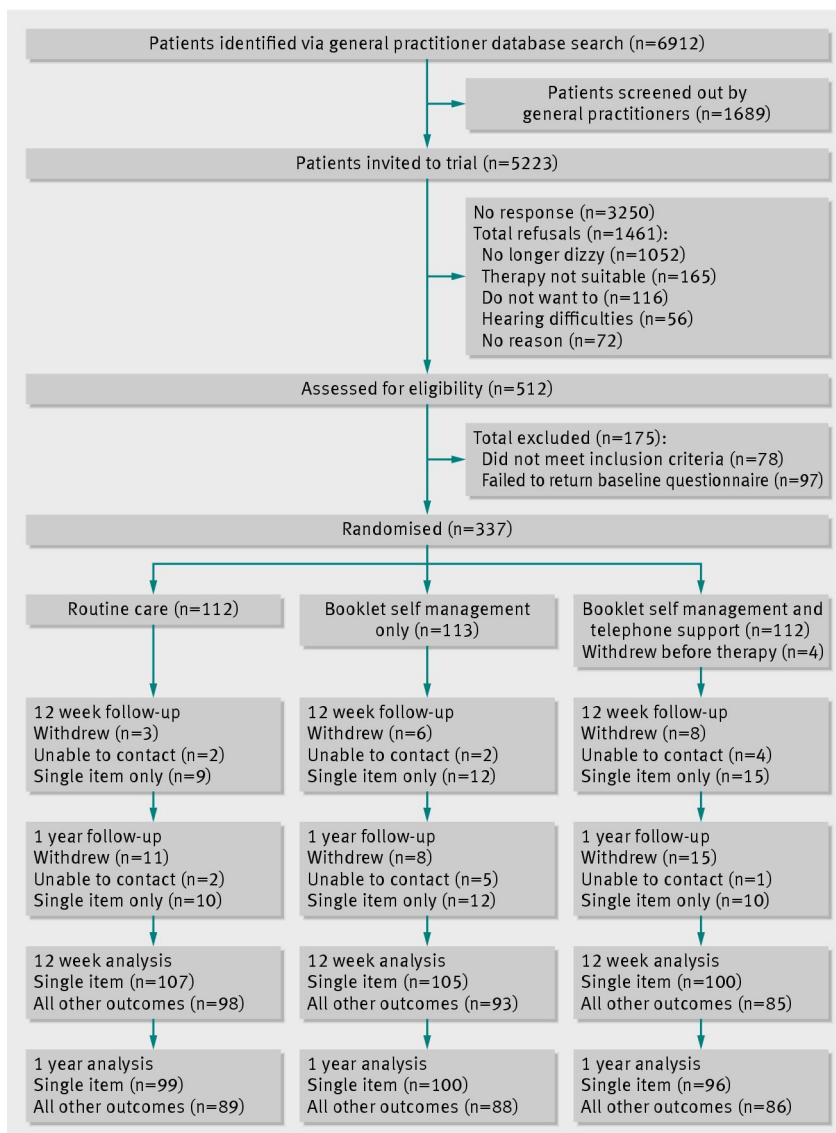 Patients identified via general practitioner database search (n=6912)
Patients screened out by
general practitioners (n=1689)
Patients invited to trial (n=5223)
No response (n=3250)
Total refusals (n=1461):
No longer dizzy (n=1052)
Therapy not suitable (n=165)
Do not want to (n=116)
Hearing difficulties (n=56)
No reason (n=72)
Assessed for eligibility (n=512)
Total excluded (n=175):
Did not meet inclusion criteria (n=78)
Failed to return baseline questionnaire (n=97)
Randomised (n=337)
Routine care (n=112)
Booklet self management
only (n=113)
Booklet self management and
telephone support (n=112)
Withdrew before therapy (n=4)
12 week follow-up
Withdrew (n=3)
Unable to contact (n=2)
Single item only (n=9)
12 week follow-up
Withdrew (n=6)
Unable to contact (n=2)
Single item only (n=12)
12 week follow-up
Withdrew (n=8)
Unable to contact (n=4)
Single item only (n=15)
1 year follow-up
Withdrew (n=11)
Unable to contact (n=2)
Single item only (n=10)
1 year follow-up
Withdrew (n=8)
Unable to contact (n=5)
Single item only (n=12)
1 year follow-up
Withdrew (n=15)
Unable to contact (n=1)
Single item only (n=10)
12 week analysis
Single item (n=107)
All other outcomes (n=98)
12 week analysis
Single item (n=105)
All other outcomes (n=93)
12 week analysis
Single item (n=100)
All other outcomes (n=85)
1 year analysis
Single item (n=99)
All other outcomes (n=89)
1 year analysis
Single item (n=100)
All other outcomes (n=88)
1 year analysis
Single item (n=96)
All other outcomes (n=86)